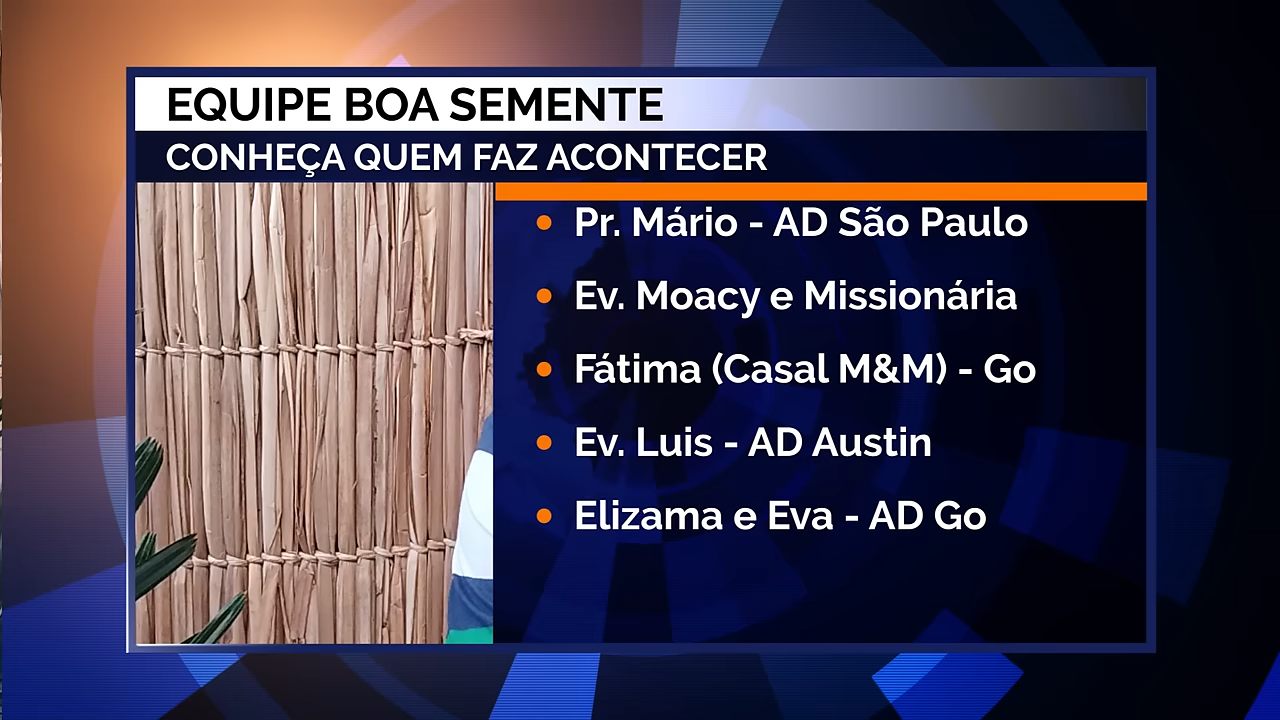 EQUIPE BOA SEMENTE
CONHEÇA QUEM FAZ ACONTECER
Pr. Mário - AD São Paulo
Ev. Moacy e Missionária
Fátima (Casal M&M) - Go
Ev. Luis - AD Austin
Elizama e Eva - AD Go